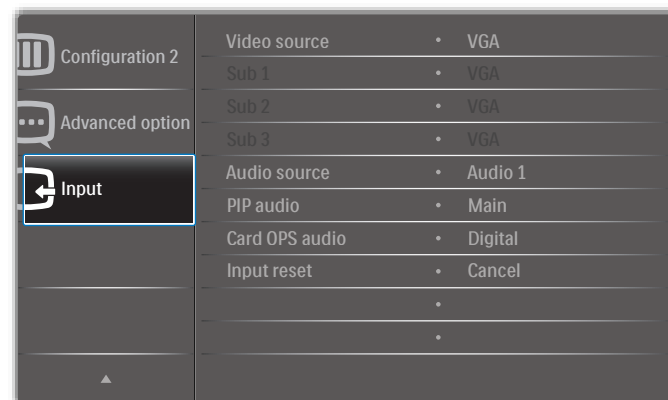 Configuration 2
Advanced option
Input
Video source • VGA
Sub 1 • VGA
Sub 2 • VGA
Sub 3 • VGA
Audio source • Audio 1
PIP audio • Main
Card OPS audio • Digital
Input reset • Cancel
•
•